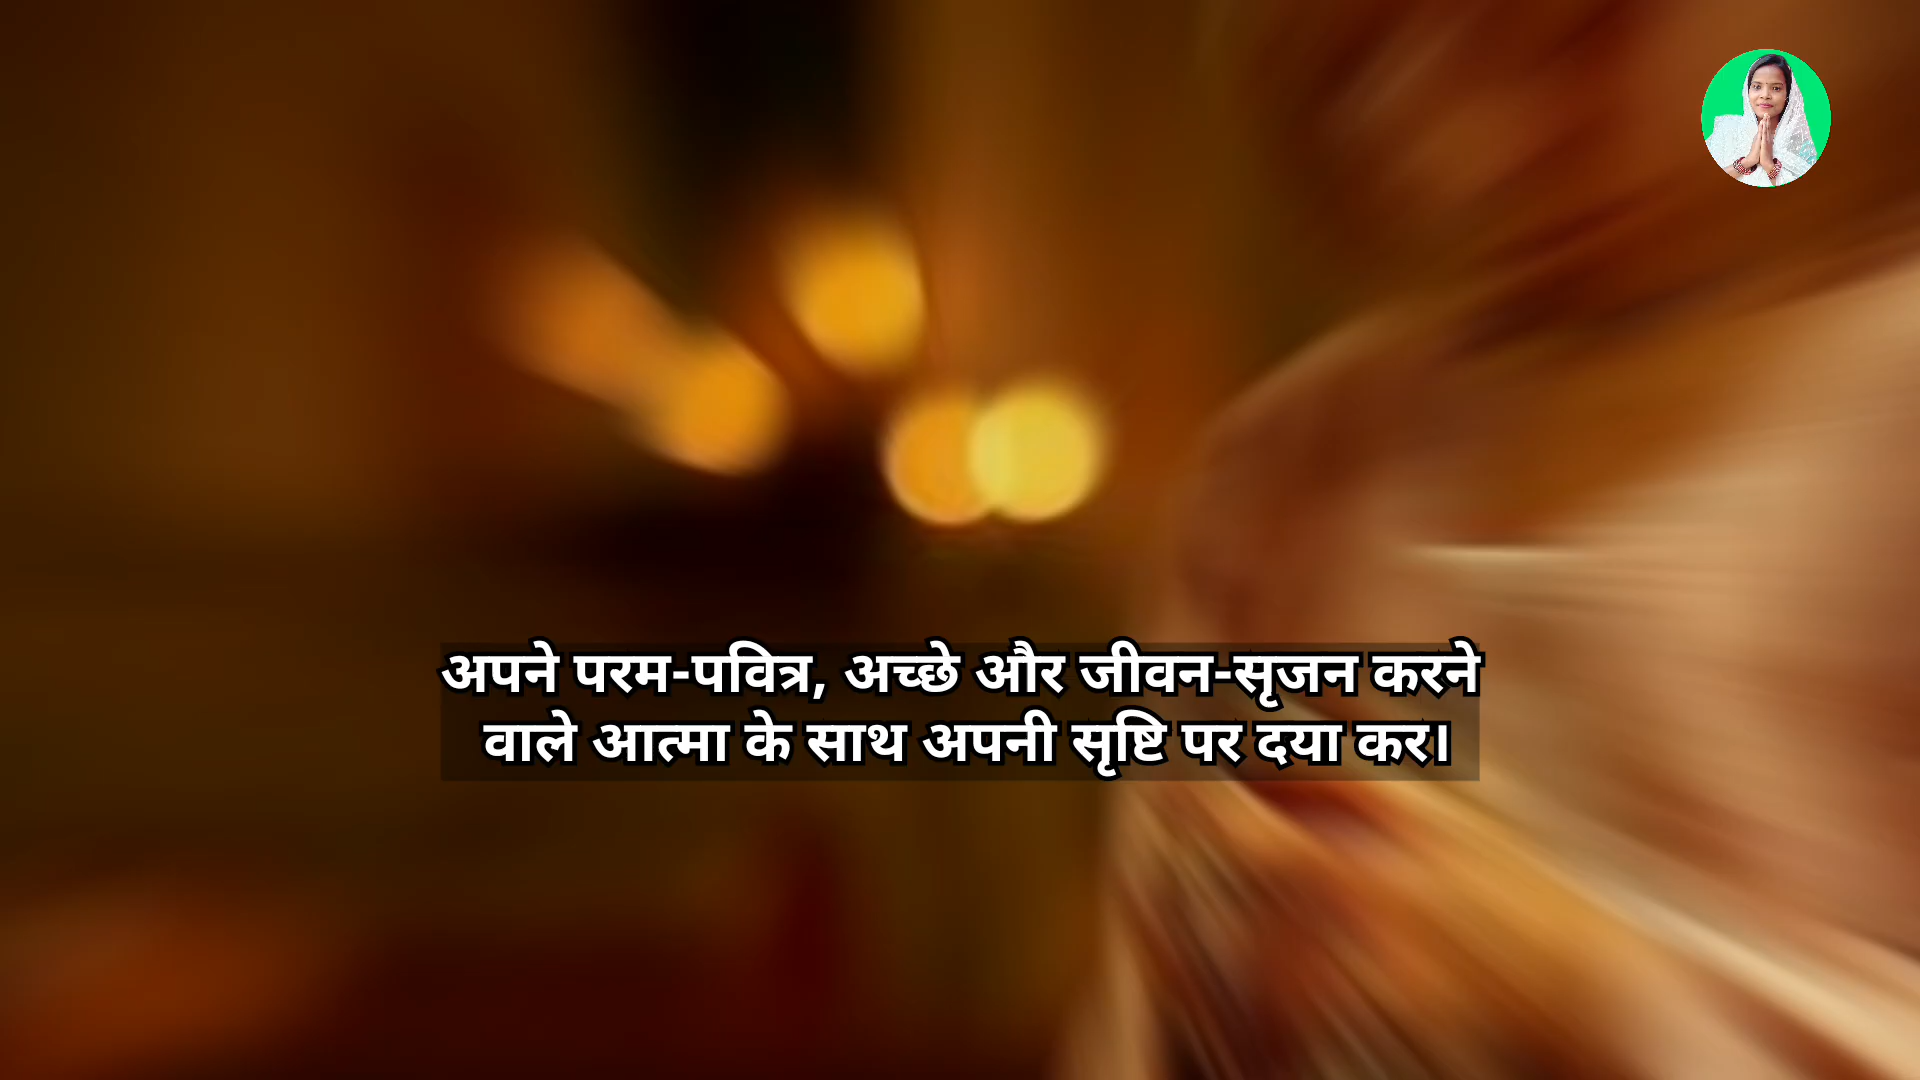 अपने परम-पवित्र, अच्छे और जीवन-सृजन करने
वाले आत्मा के साथ अपनी सृष्टि पर दया कर।